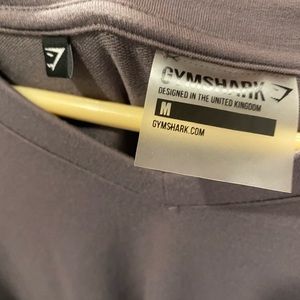 GYMSHARK
DESIGNED IN THE UNITED KINGDOM
M
GYMSHARK.COM